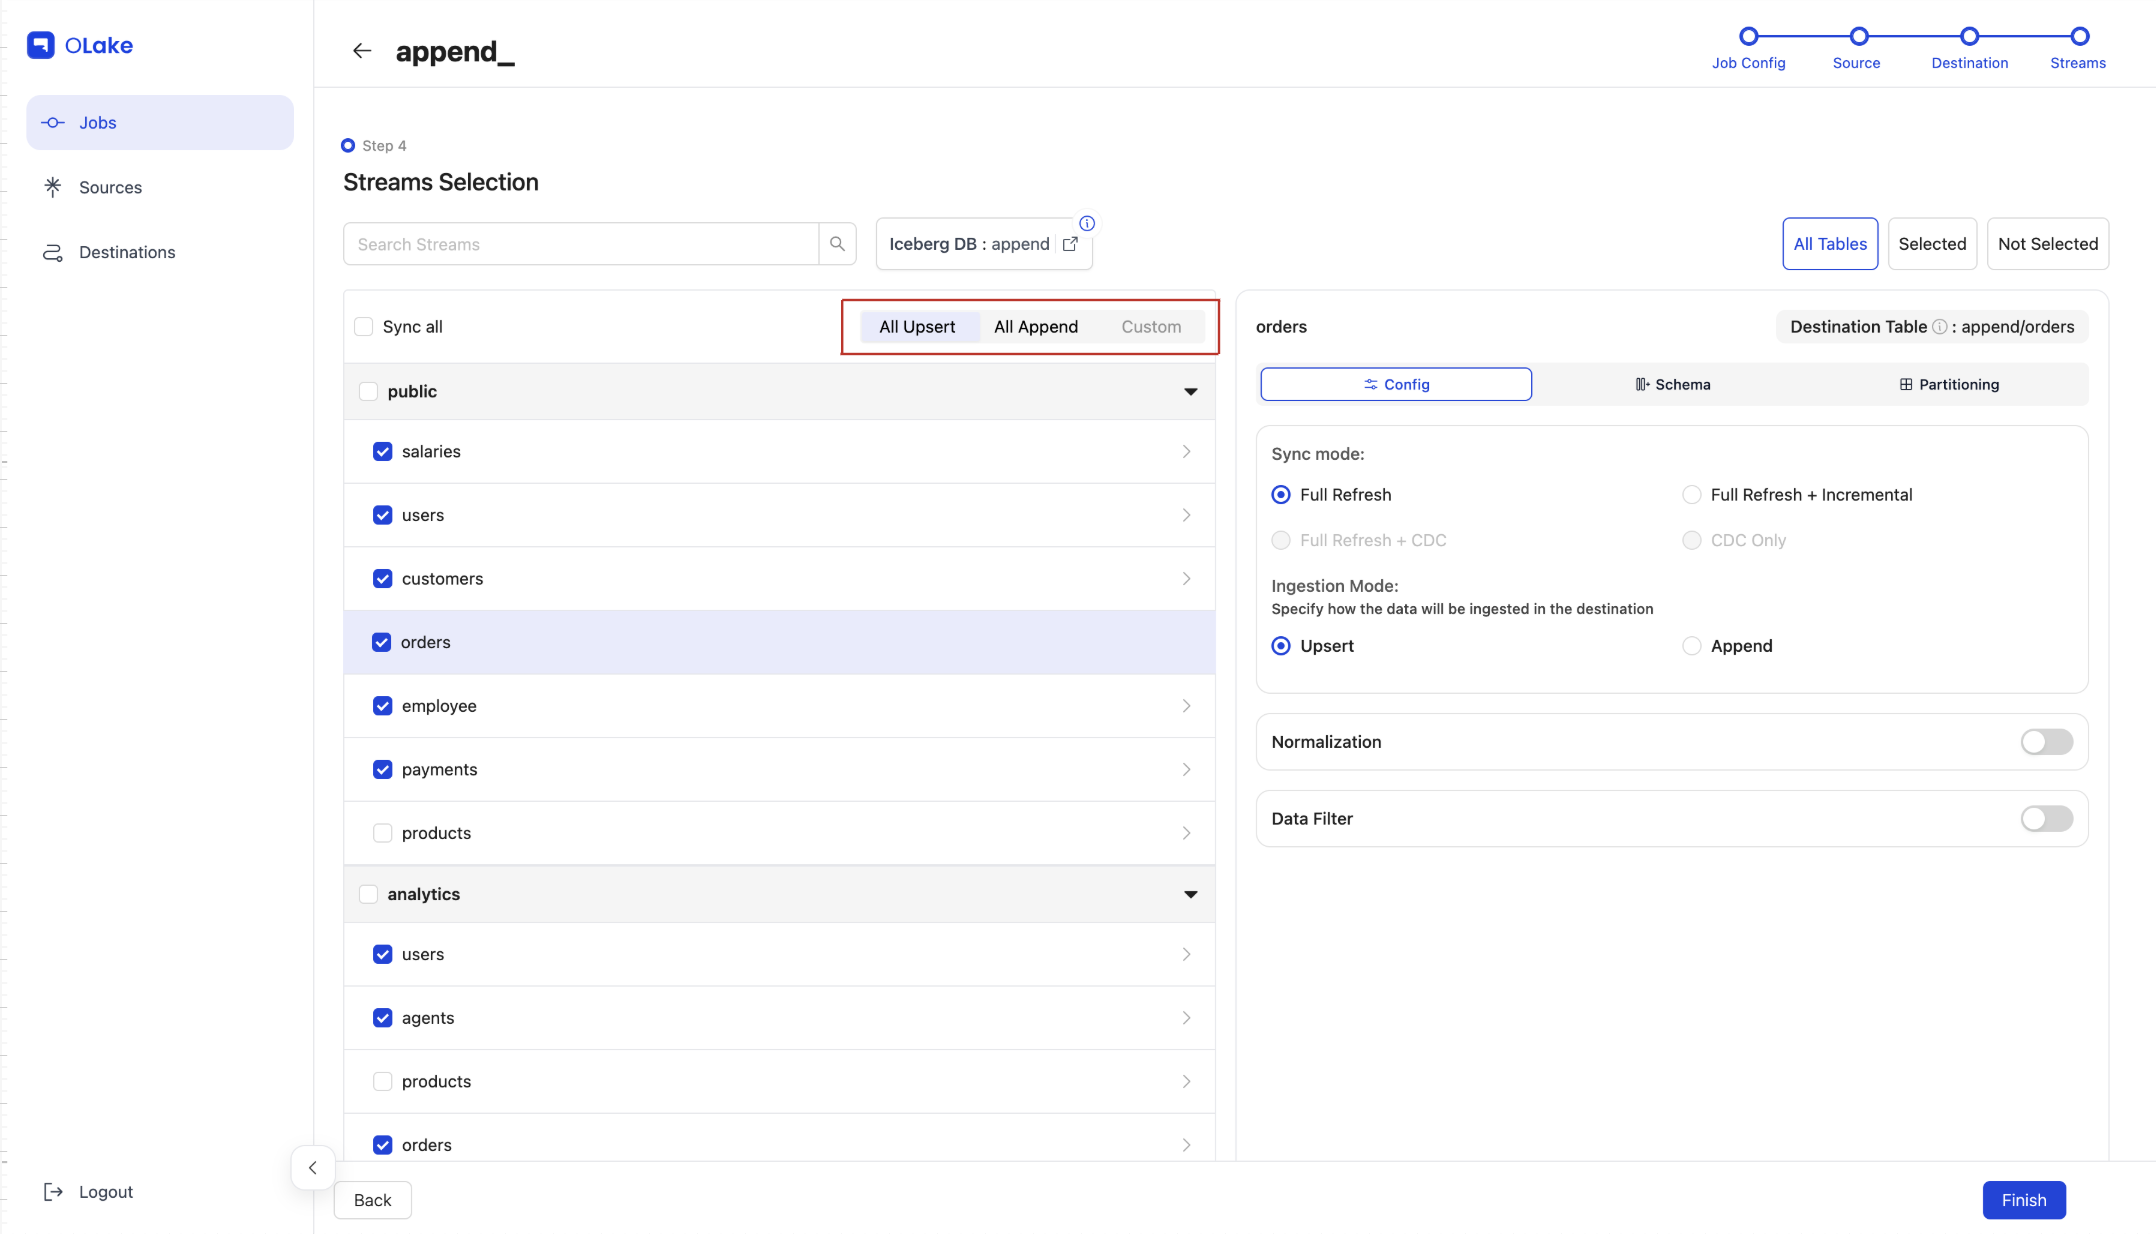 OLake
Jobs
Sources
Destinations
Logout
append_
Job Config
Source
Destination
Streams
Step 4
Streams Selection
Search Streams
Iceberg DB : append
All Tables
Selected
Not Selected
Sync all
All Upsert
All Append
Custom
public
salaries
users
customers
orders
employee
payments
products
analytics
users
agents
products
orders
orders
Destination Table : append/orders
Config
Schema
Partitioning
Sync mode:
Full Refresh
Full Refresh + Incremental
Full Refresh + CDC
CDC Only
Ingestion Mode:
Specify how the data will be ingested in the destination
Upsert
Append
Normalization
Data Filter
Back
Finish